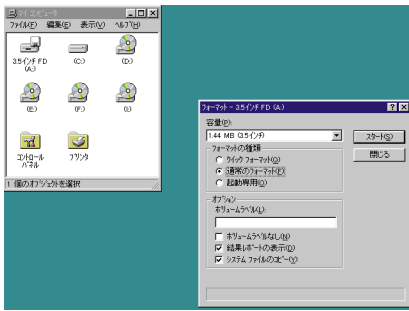 マイ コンピュータ
ファイル(F) 編集(E) 表示(V) ヘルプ(H)
3.5インチ FD (A:)
(C:)
(D:)
(E:)
(F:)
(I:)
コントロール パネル
プリンタ
1 個のオブジェクトを選択
フォーマット - 3.5インチ FD (A:)
容量(P):
1.44 MB (3.5インチ)
スタート(S)
閉じる
フォーマットの種類
クイック フォーマット(Q)
通常のフォーマット(F)
起動専用(O)
オプション
ボリュームラベル(L):
ボリュームラベルなし(N)
結果レポートの表示(D)
システム ファイルのコピー(Y)